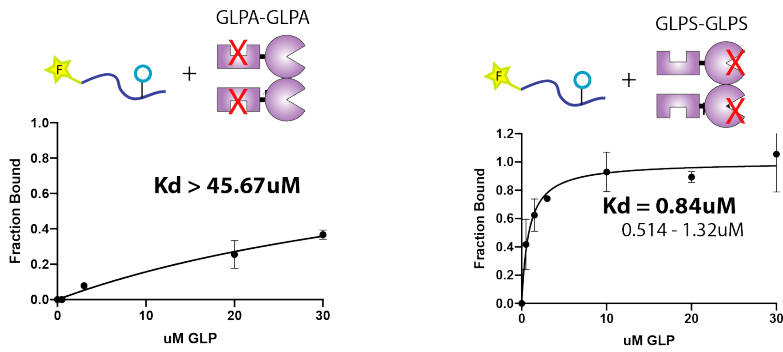 GLPA-GLPA
F
X
+
X
1.0
0.8
0.6
0.4
0.2
0.0
Fraction Bound
Kd > 45.67uM
0
10
20
30
uM GLP
GLPS-GLPS
F
X
+
X
1.2
1.0
0.8
0.6
0.4
0.2
0.0
Fraction Bound
Kd = 0.84uM
0.514 - 1.32uM
0
10
20
30
uM GLP